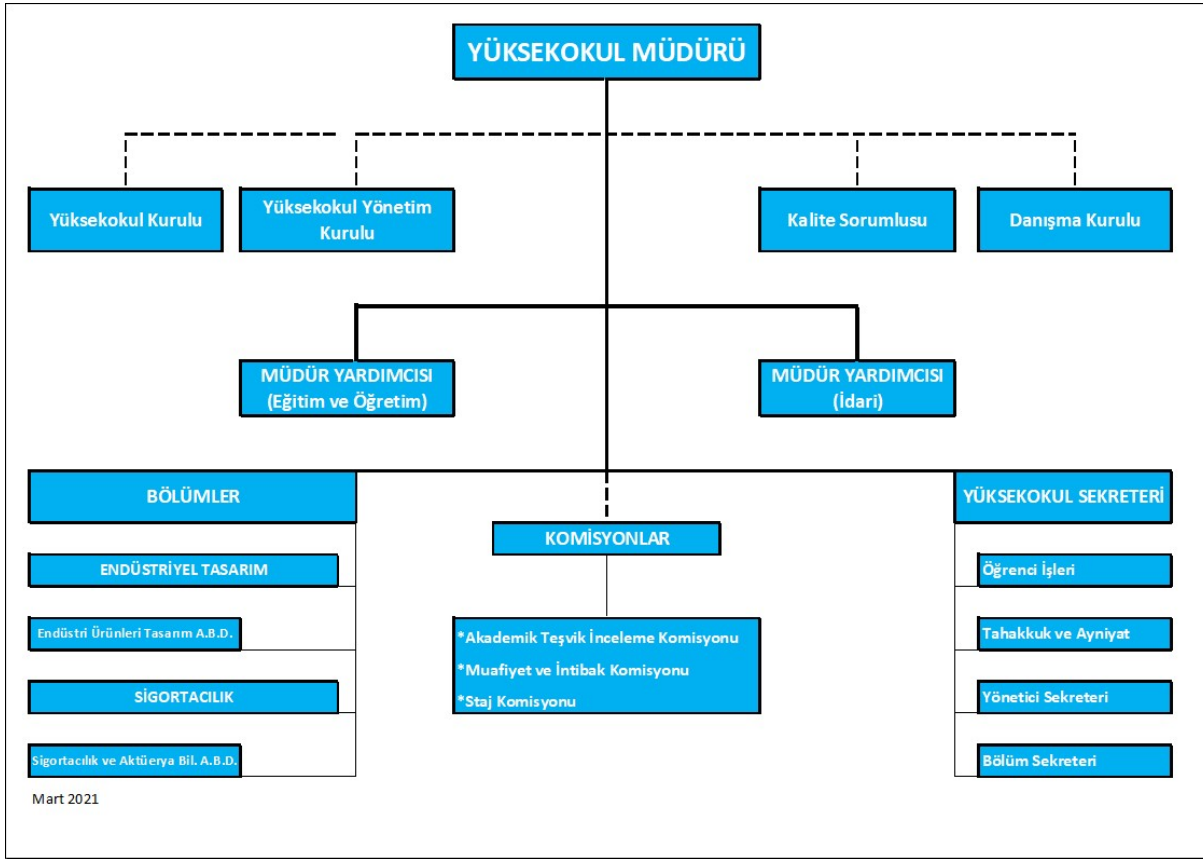 YÜKSEKOKUL MÜDÜRÜ
Yüksekokul Kurulu
Yüksekokul Yönetim
Kurulu
Kalite Sorumlusu
Danışma Kurulu
MÜDÜR YARDIMCISI
(Eğitim ve Öğretim)
MÜDÜR YARDIMCISI
(İdari)
BÖLÜMLER
ENDÜSTRİYEL TASARIM
Endüstri Ürünleri Tasarım A.B.D.
SİGORTACILIK
Sigortacılık ve Aktüerya Bil. A.B.D.
KOMİSYONLAR
*Akademik Teşvik İnceleme Komisyonu
*Muafiyet ve İntibak Komisyonu
*Staj Komisyonu
YÜKSEKOKUL SEKRETERİ
Öğrenci İşleri
Tahakkuk ve Ayniyat
Yönetici Sekreteri
Bölüm Sekreteri
Mart 2021